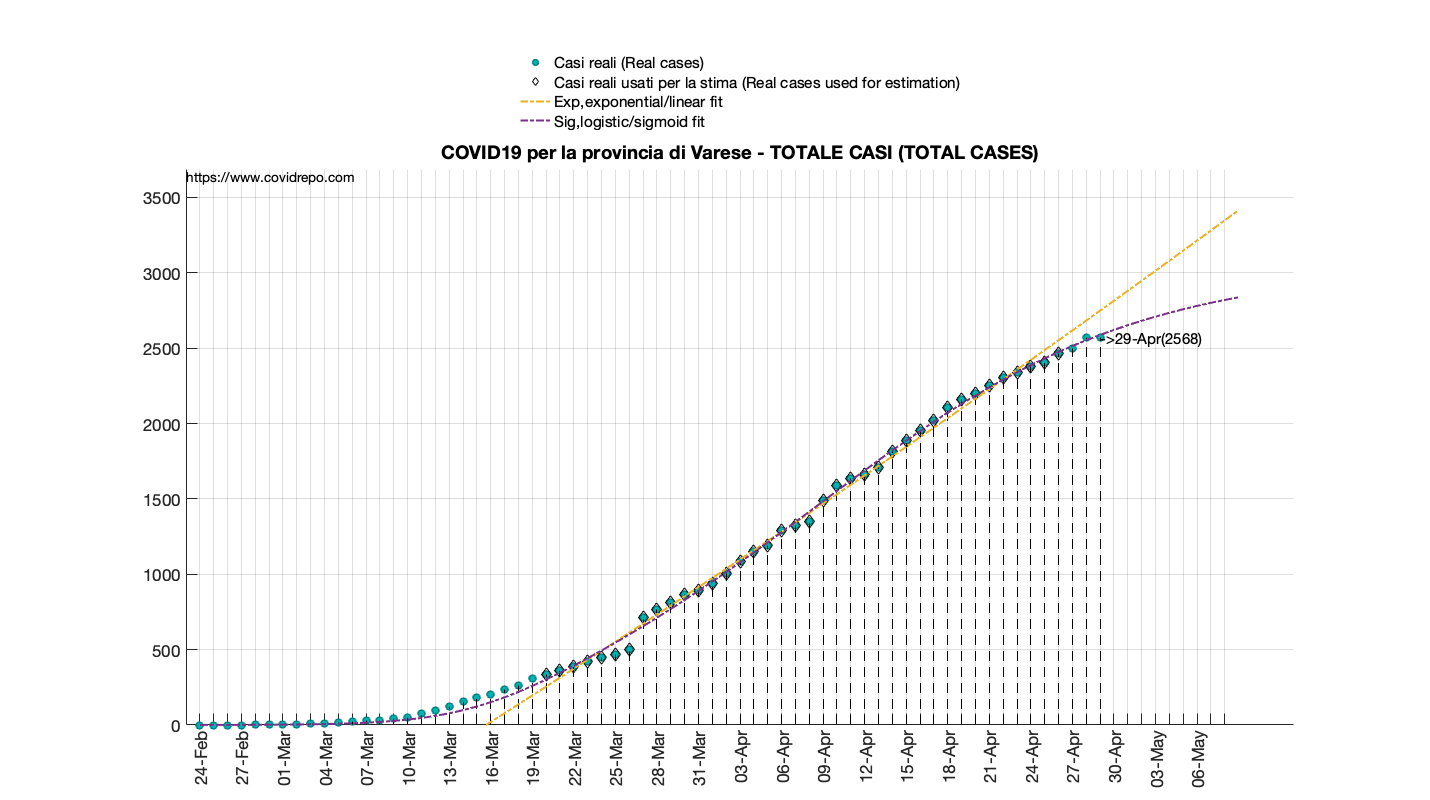 Casi reali (Real cases)
Casi reali usati per la stima (Real cases used for estimation)
Exp,exponential/linear fit
Sig,logistic/sigmoid fit
COVID19 per la provincia di Varese - TOTALE CASI (TOTAL CASES)
https://www.covidrepo.com
3500
3000
2500
2000
1500
1000
500
0
>29-Apr(2568)
24-Feb
27-Feb
01-Mar
04-Mar
07-Mar
10-Mar
13-Mar
16-Mar
19-Mar
22-Mar
25-Mar
28-Mar
31-Mar
03-Apr
06-Apr
09-Apr
12-Apr
15-Apr
18-Apr
21-Apr
24-Apr
27-Apr
30-Apr
03-May
06-May